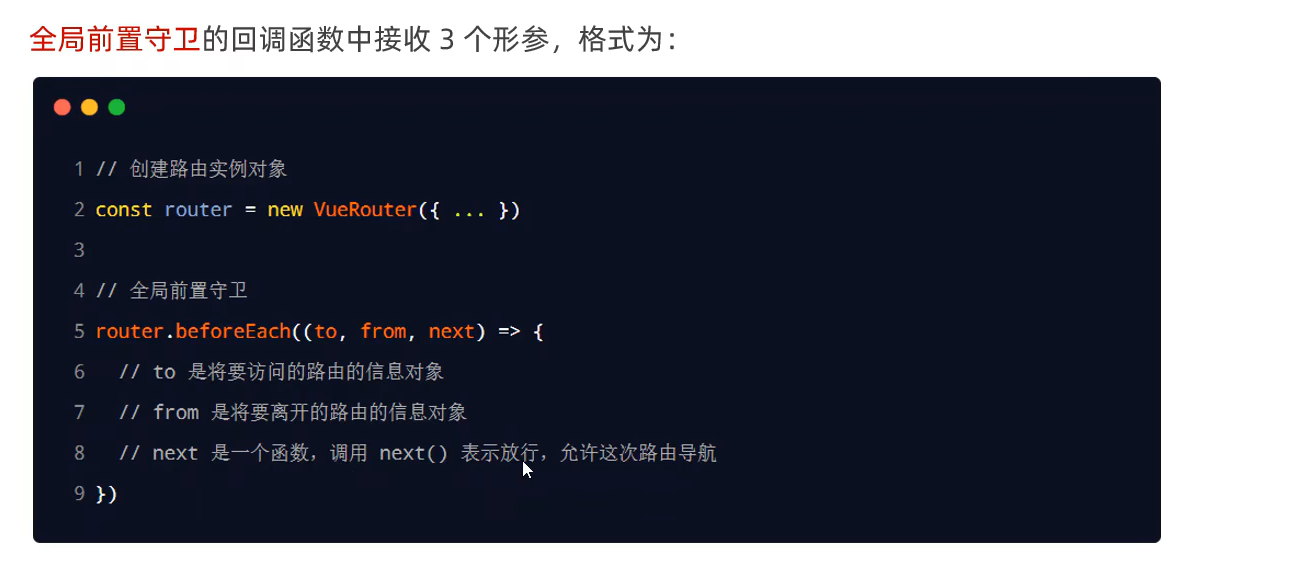 全局前置守卫的回调函数中接收 3 个形参，格式为：
1 // 创建路由实例对象
2 const router = new VueRouter({ ... })
3
4 // 全局前置守卫
5 router.beforeEach((to, from, next) => {
6   // to 是将要访问的路由的信息对象
7   // from 是将要离开的路由的信息对象
8   // next 是一个函数，调用 next() 表示放行，允许这次路由导航
9 })